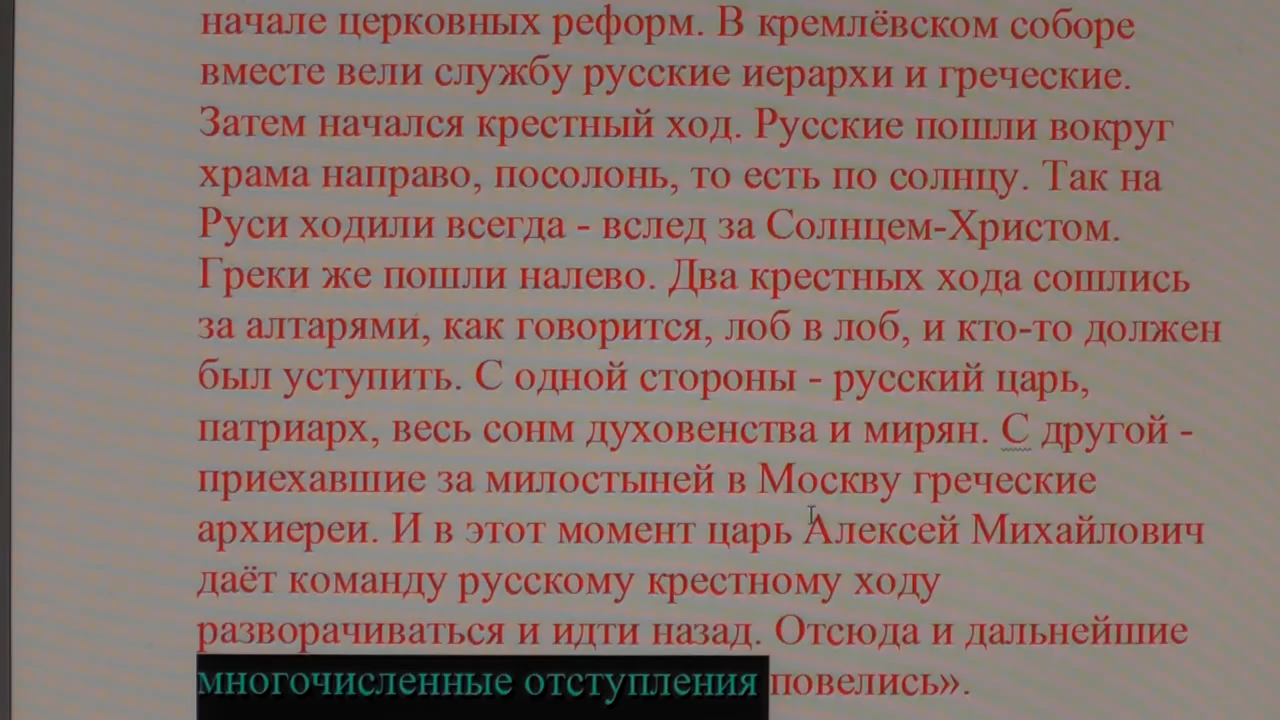 начале церковных реформ. В кремлёвском соборе
вместе вели службу русские иерархи и греческие.
Затем начался крестный ход. Русские пошли вокруг
храма направо, посолонь, то есть по солнцу. Так на
Руси ходили всегда - вслед за Солнцем-Христом.
Греки же пошли налево. Два крестных хода сошлись
за алтарями, как говорится, лоб в лоб, и кто-то должен
был уступить. С одной стороны - русский царь,
патриарх, весь сонм духовенства и мирян. С другой -
приехавшие за милостыней в Москву греческие
архиереи. И в этот момент царь Алексей Михайлович
даёт команду русскому крестному ходу
разворачиваться и идти назад. Отсюда и дальнейшие
многочисленные отступления повелись».